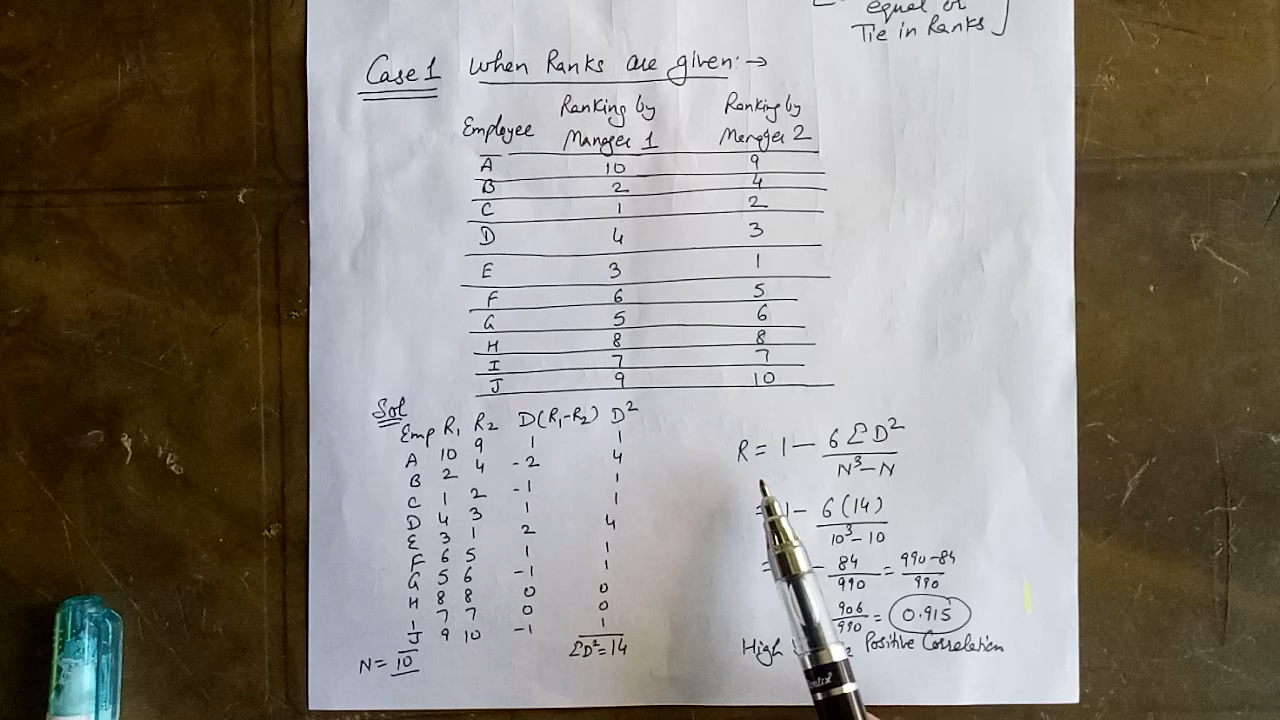 equal or
Tie in Ranks
Case 1 When Ranks are given:→
Employee Ranking by Manager 1 Ranking by Manager 2
A 10 9
B 2 4
C 1 2
D 4 3
E 3 1
F 6 5
G 5 6
H 8 8
I 7 7
J 9 10
Sol
Emp R₁ R₂ D(R₁-R₂) D²
A 10 9 1 1
B 2 4 -2 4
C 1 2 -1 1
D 4 3 1 1
E 3 1 2 4
F 6 5 1 1
G 5 6 -1 1
H 8 8 0 0
I 7 7 0 0
J 9 10 -1 1
N = 10 ΣD² = 14
R = 1 - 6ΣD² / N³-N
= 1 - 6(14) / 10³-10
= - 84/990 = 990-84/990
906/990 = 0.915
High Positive Correlation